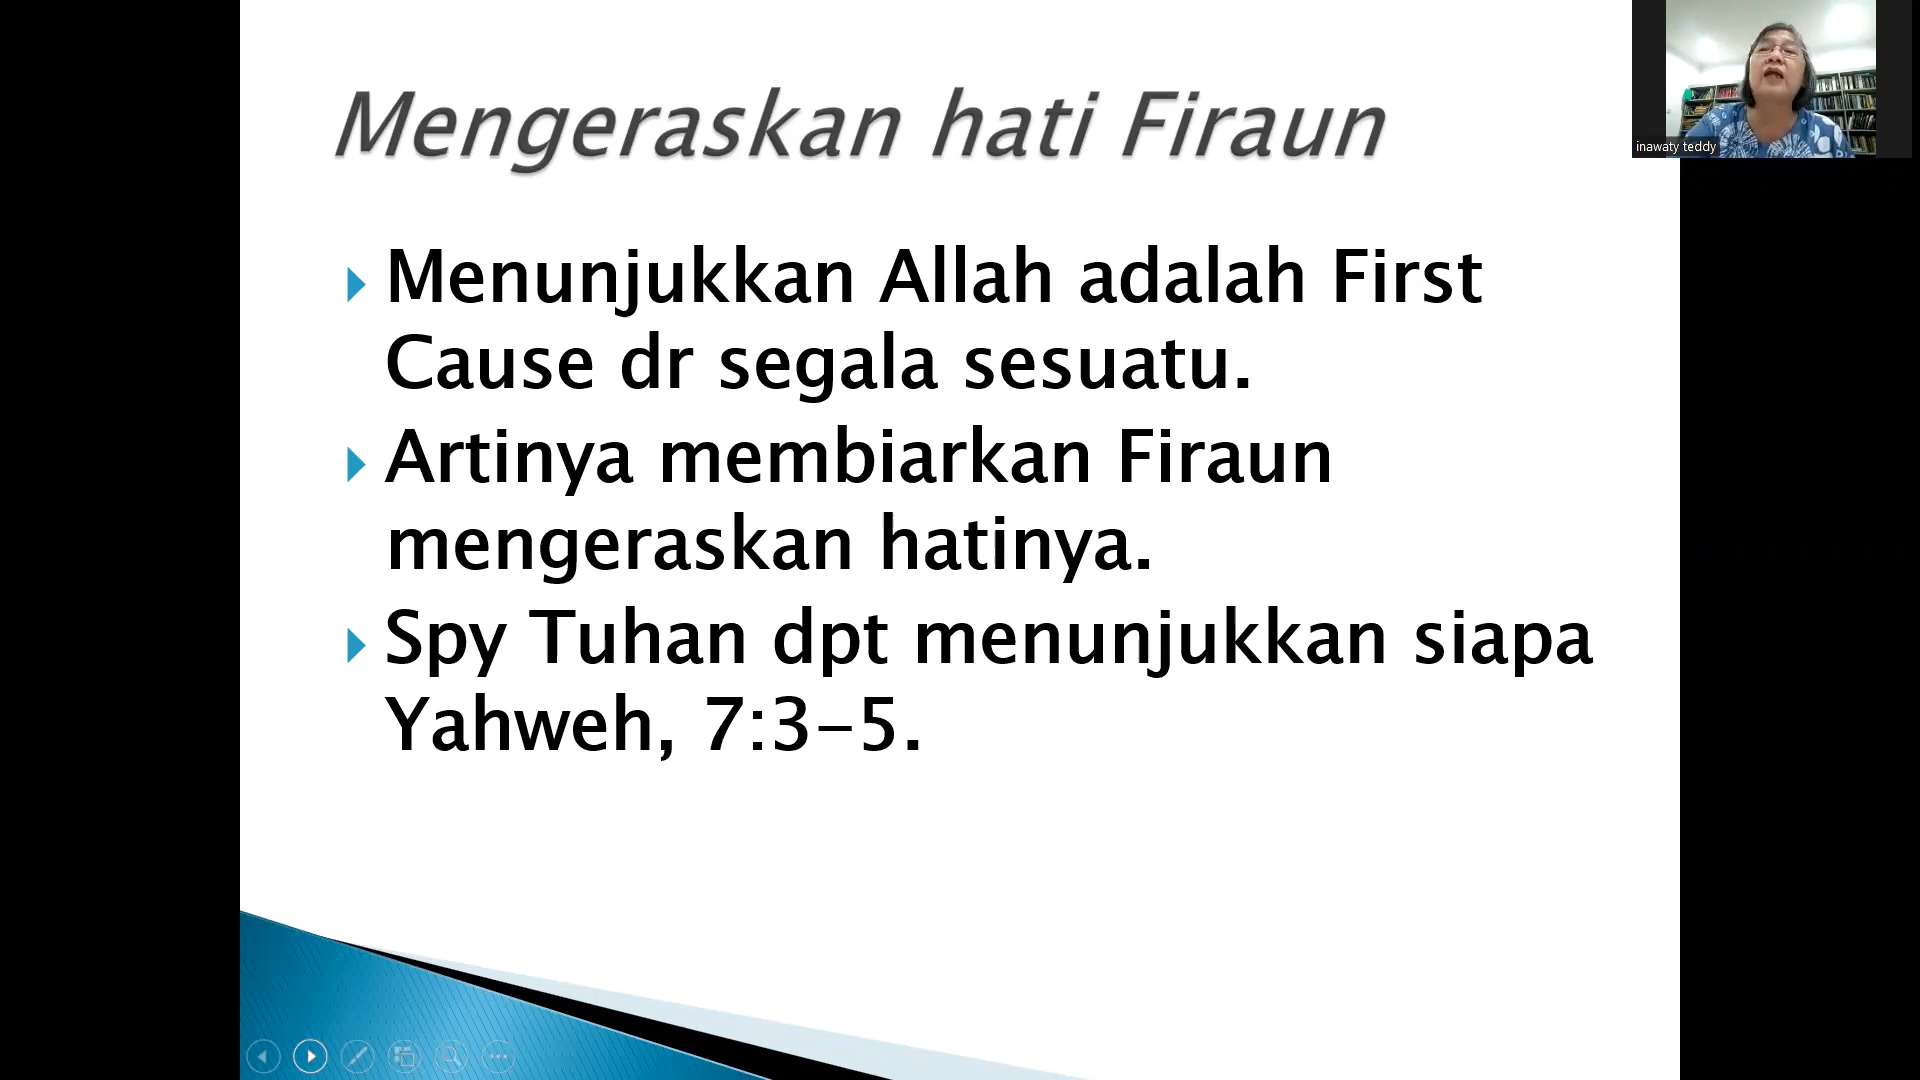 Mengeraskan hati Firaun
Menunjukkan Allah adalah First
Cause dr segala sesuatu.
Artinya membiarkan Firaun
mengeraskan hatinya.
Spy Tuhan dpt menunjukkan siapa
Yahweh, 7:3-5.
inawaty teddy